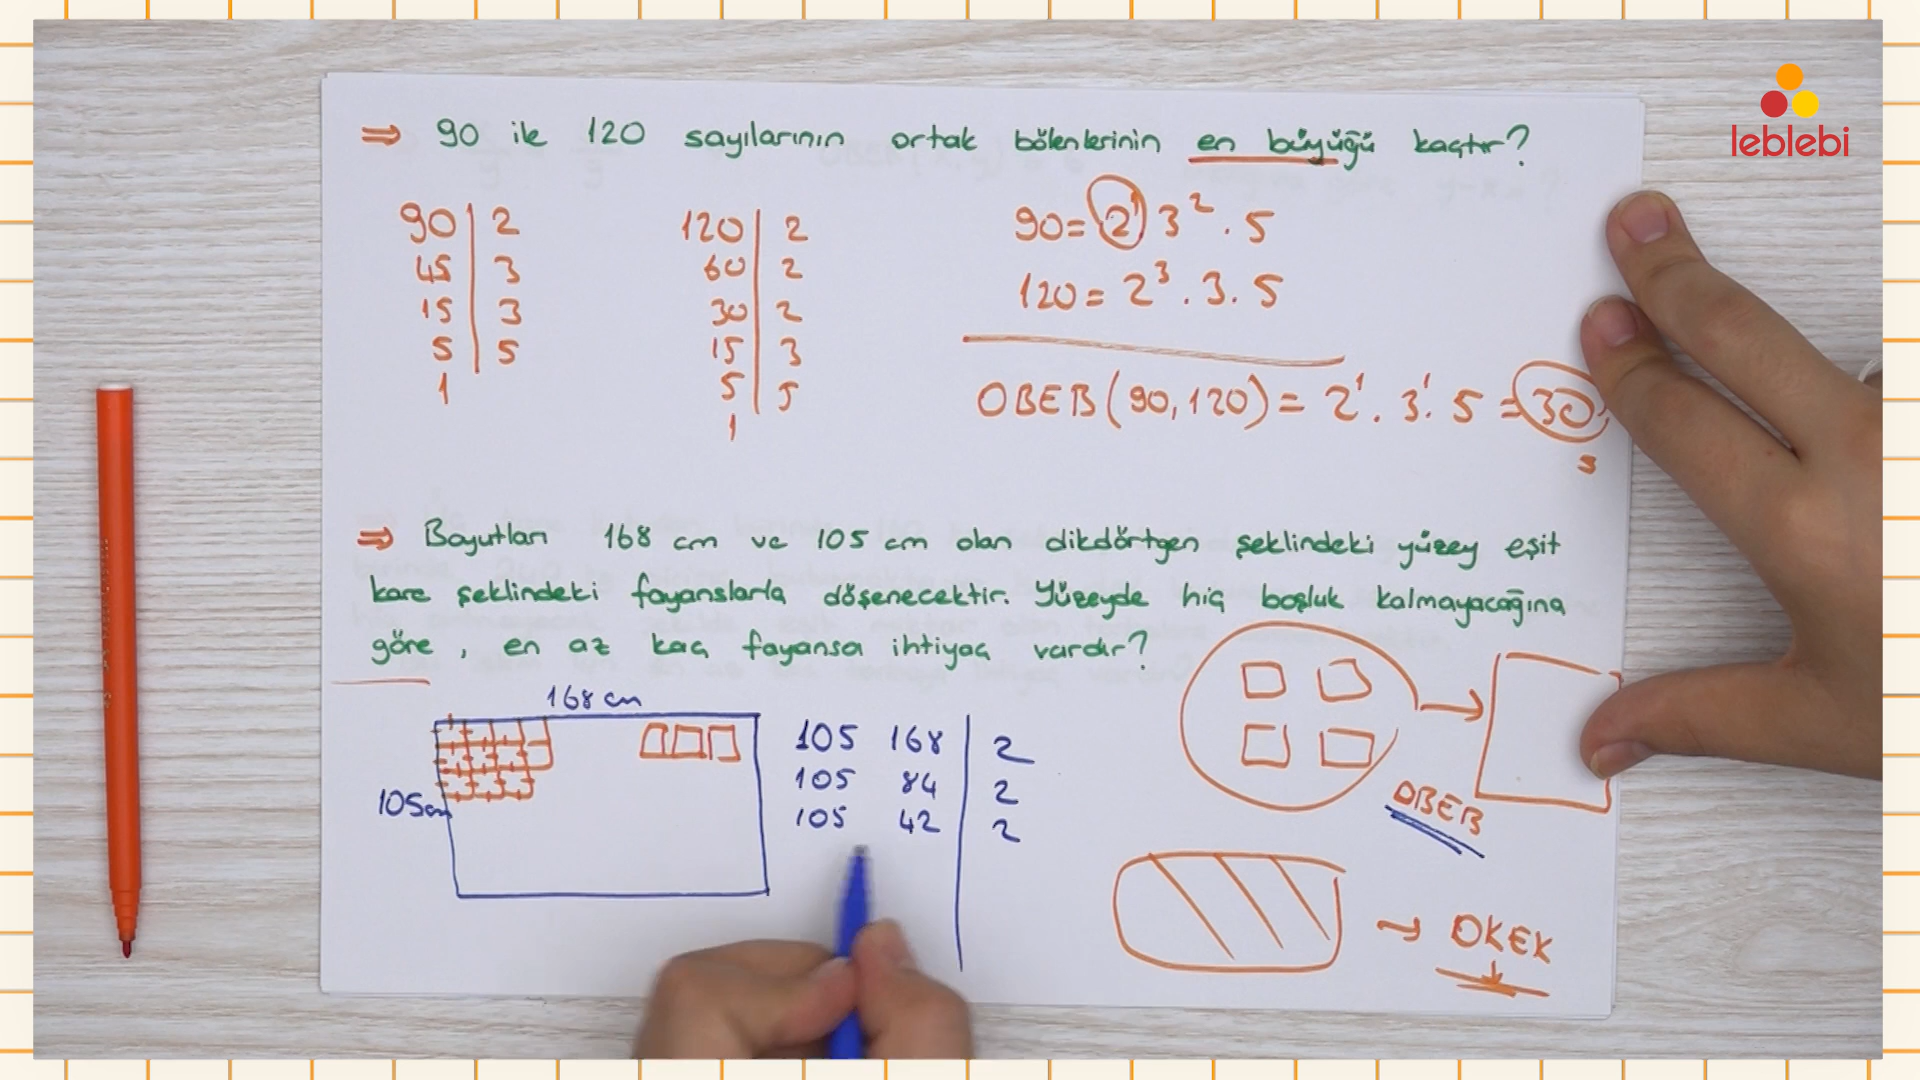 leblebi
⇒ 90 ile 120 sayılarının ortak bölenlerinin en büyüğü kaçtır?
90 | 2
45 | 3
15 | 3
5 | 5
1
120 | 2
60 | 2
30 | 2
15 | 3
5 | 5
1
90 = 2¹ 3² . 5
120 = 2³ . 3 . 5
OBEB(90,120) = 2¹ . 3¹ . 5 = 30
⇒ Boyutları 168 cm ve 105 cm olan dikdörtgen şeklindeki yüzey eşit
kare şeklindeki fayanslarla döşenecektir. Yüzeyde hiç boşluk kalmayacağına
göre , en az kaç fayansa ihtiyaç vardır?
168 cm
105 cm
105 168 | 2
105 84 | 2
105 42 | 2
OBEB
→ OKEK